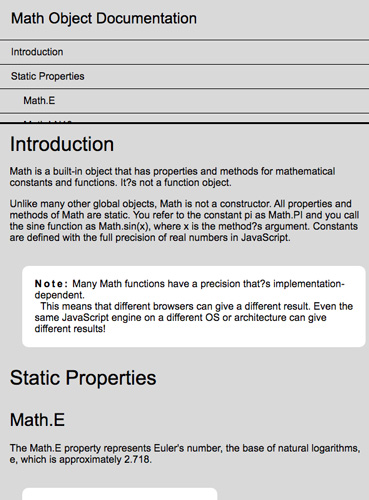 Math Object Documentation
Introduction
Static Properties
Math.E
Introduction
Math is a built-in object that has properties and methods for mathematical
constants and functions. It?s not a function object.
Unlike many other global objects, Math is not a constructor. All properties and
methods of Math are static. You refer to the constant pi as Math.PI and you call
the sine function as Math.sin(x), where x is the method?s argument. Constants
are defined with the full precision of real numbers in JavaScript.
Note: Many Math functions have a precision that?s implementation-
dependent.
This means that different browsers can give a different result. Even the
same JavaScript engine on a different OS or architecture can give
different results!
Static Properties
Math.E
The Math.E property represents Euler's number, the base of natural logarithms,
e, which is approximately 2.718.